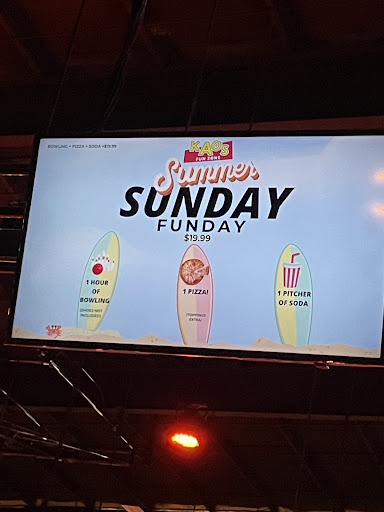 BOWLING + PIZZA + SODA =$19.99
KAOS
FUN ZONE
Summer
SUNDAY
FUNDAY
$19.99
1 HOUR
OF
BOWLING
(SHOES NOT
INCLUDED)
1 PIZZA!
(TOPPINGS
EXTRA)
1 PITCHER
OF SODA